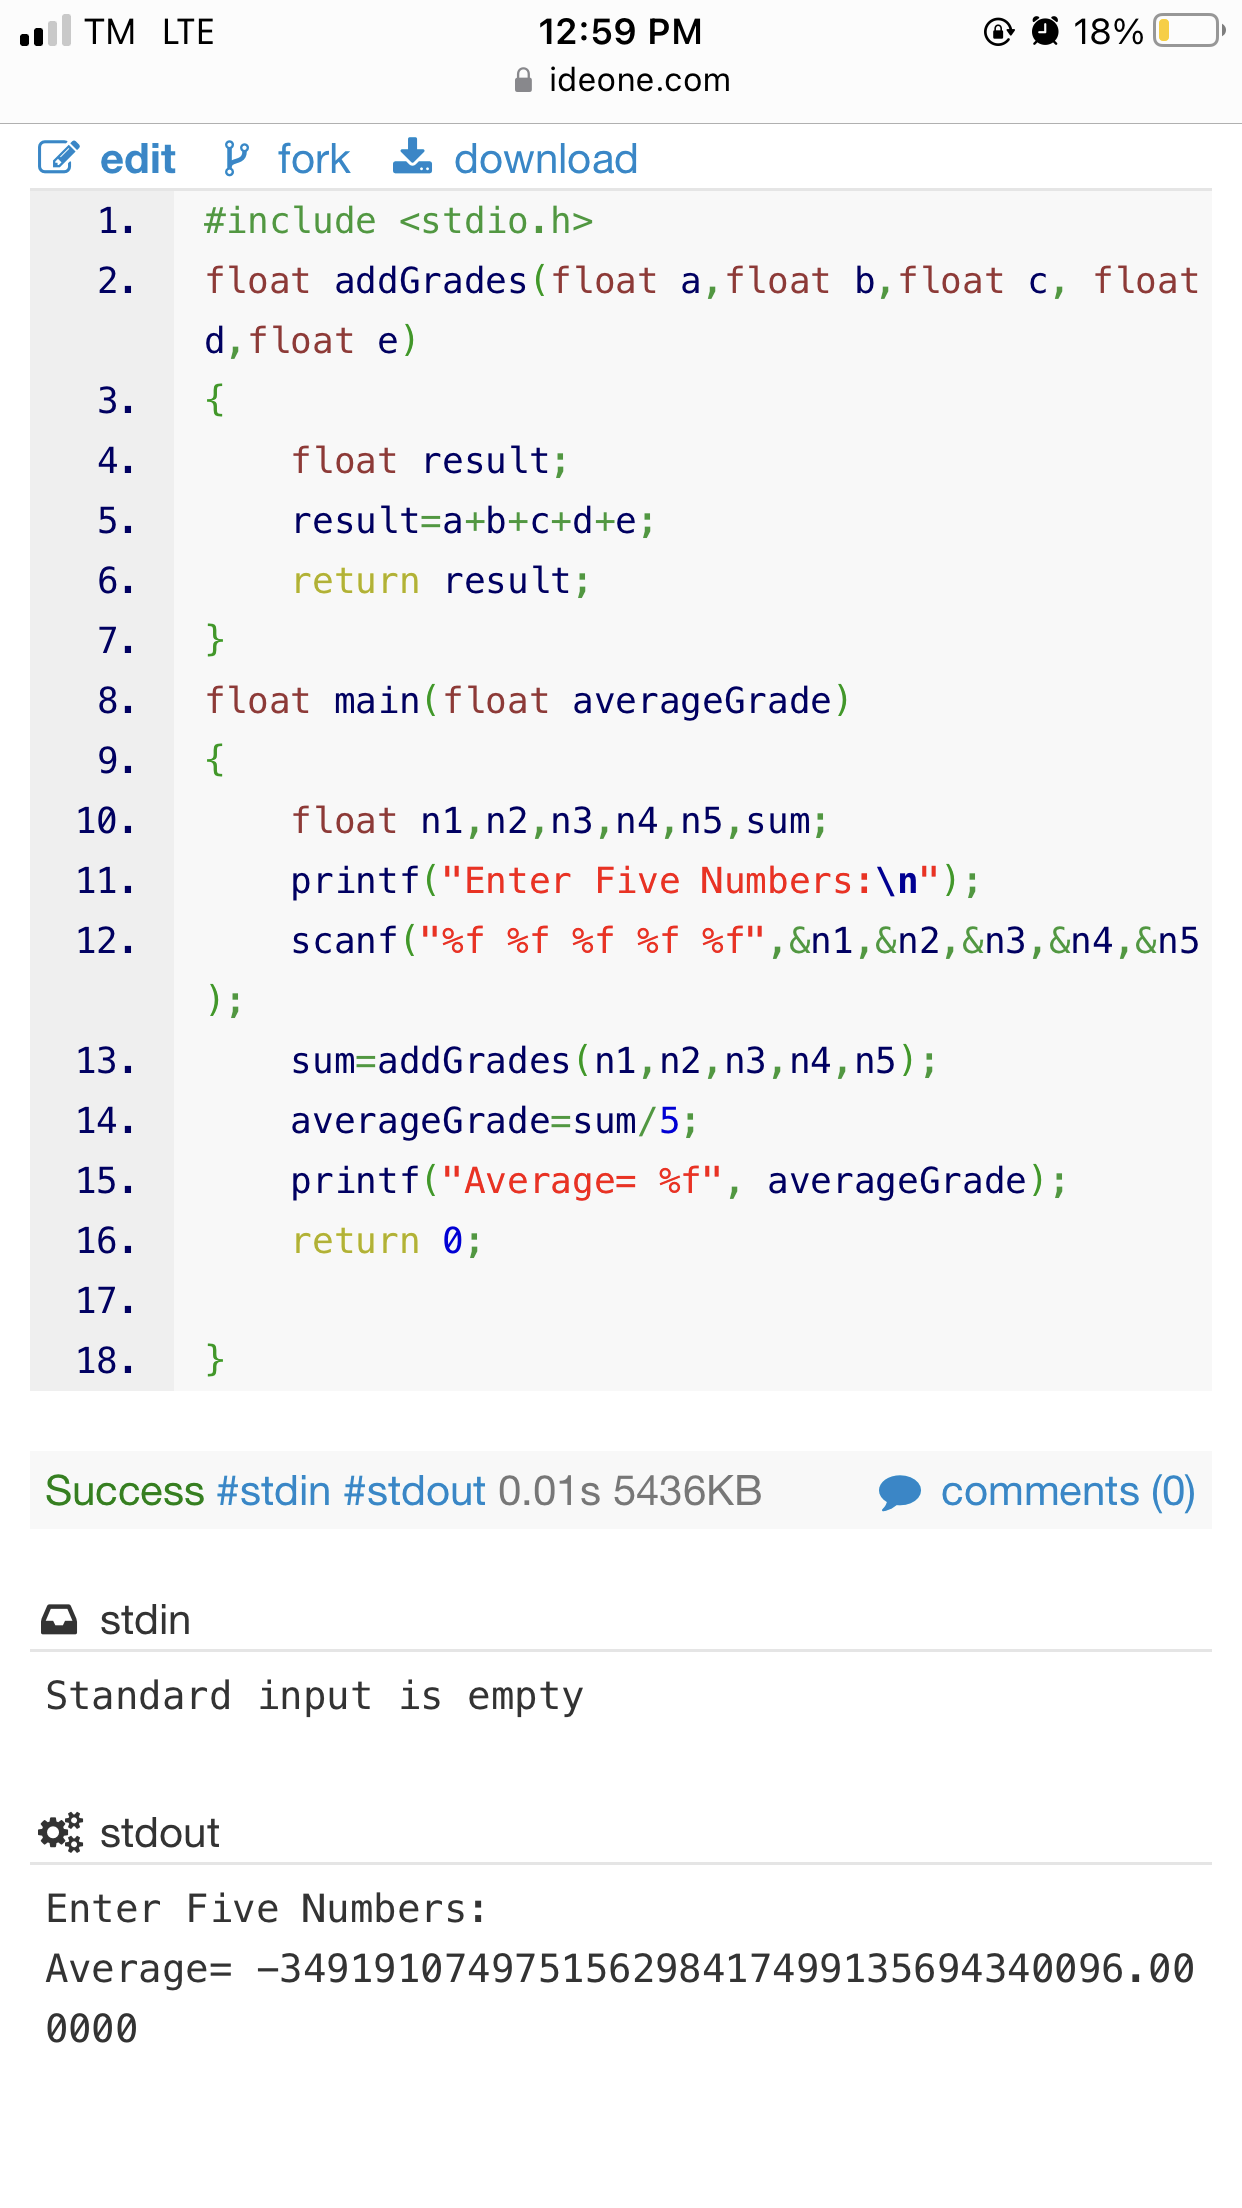 TM LTE 12:59 PM 18%
ideone.com
edit fork download
1. #include <stdio.h>
2. float addGrades(float a,float b,float c, float
d,float e)
3. {
4. float result;
5. result=a+b+c+d+e;
6. return result;
7. }
8. float main(float averageGrade)
9. {
10. float n1,n2,n3,n4,n5,sum;
11. printf("Enter Five Numbers:\n");
12. scanf("%f %f %f %f %f",&n1,&n2,&n3,&n4,&n5
);
13. sum=addGrades(n1,n2,n3,n4,n5);
14. averageGrade=sum/5;
15. printf("Average= %f", averageGrade);
16. return 0;
17.
18. }
Success #stdin #stdout 0.01s 5436KB comments (0)
stdin
Standard input is empty
stdout
Enter Five Numbers:
Average= -349191074975156298417499135694340096.00
0000